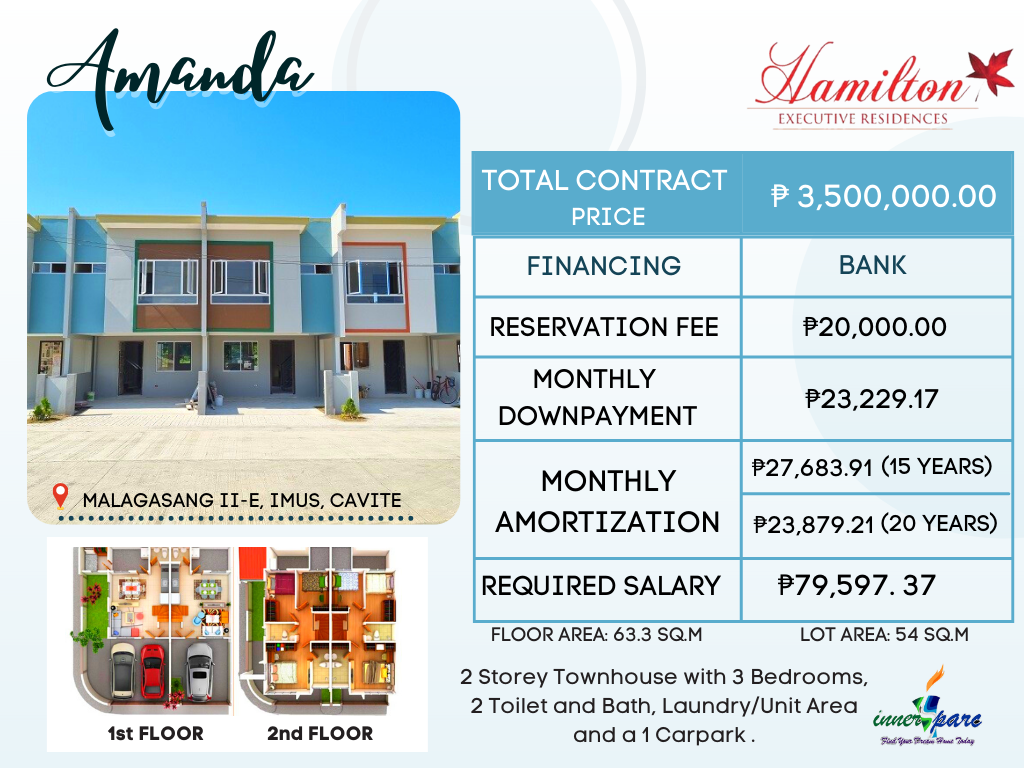 Amanda
Hamilton
EXECUTIVE RESIDENCES
TOTAL CONTRACT
PRICE
₱ 3,500,000.00
FINANCING
BANK
RESERVATION FEE
₱20,000.00
MONTHLY
DOWNPAYMENT
₱23,229.17
MONTHLY
AMORTIZATION
₱27,683.91 (15 YEARS)
₱23,879.21 (20 YEARS)
REQUIRED SALARY
₱79,597. 37
FLOOR AREA: 63.3 SQ.M
LOT AREA: 54 SQ.M
MALAGASANG II-E, IMUS, CAVITE
1st FLOOR
2nd FLOOR
2 Storey Townhouse with 3 Bedrooms,
2 Toilet and Bath, Laundry/Unit Area
and a 1 Carpark .
innerspare
Find Your Dream Home Today